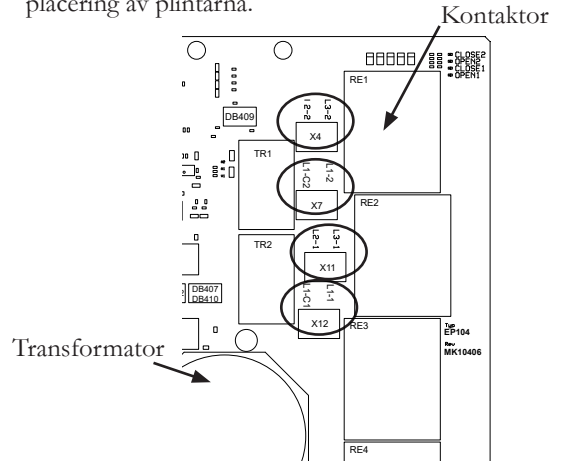 placering av plintarna.
Kontaktor
CLOSE2
OPEN2
CLOSE1
OPEN1
RE1
L2-2 L3-2
DB409
X4
TR1
L1-C2 L1-2
X7
RE2
L2-1 L3-1
TR2
X11
DB407
DB410
L1-C1 L1-1
X12
RE3
Typ
EP104
Rev
MK10406
Transformator
RE4